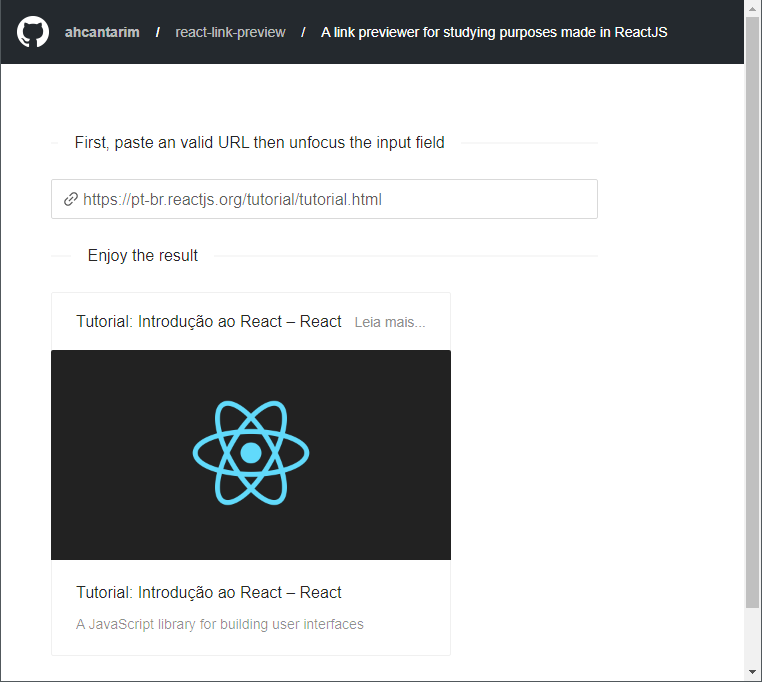 ahcantarim / react-link-preview / A link previewer for studying purposes made in ReactJS
First, paste an valid URL then unfocus the input field
https://pt-br.reactjs.org/tutorial/tutorial.html
Enjoy the result
Tutorial: Introdução ao React – React Leia mais...
Tutorial: Introdução ao React – React
A JavaScript library for building user interfaces